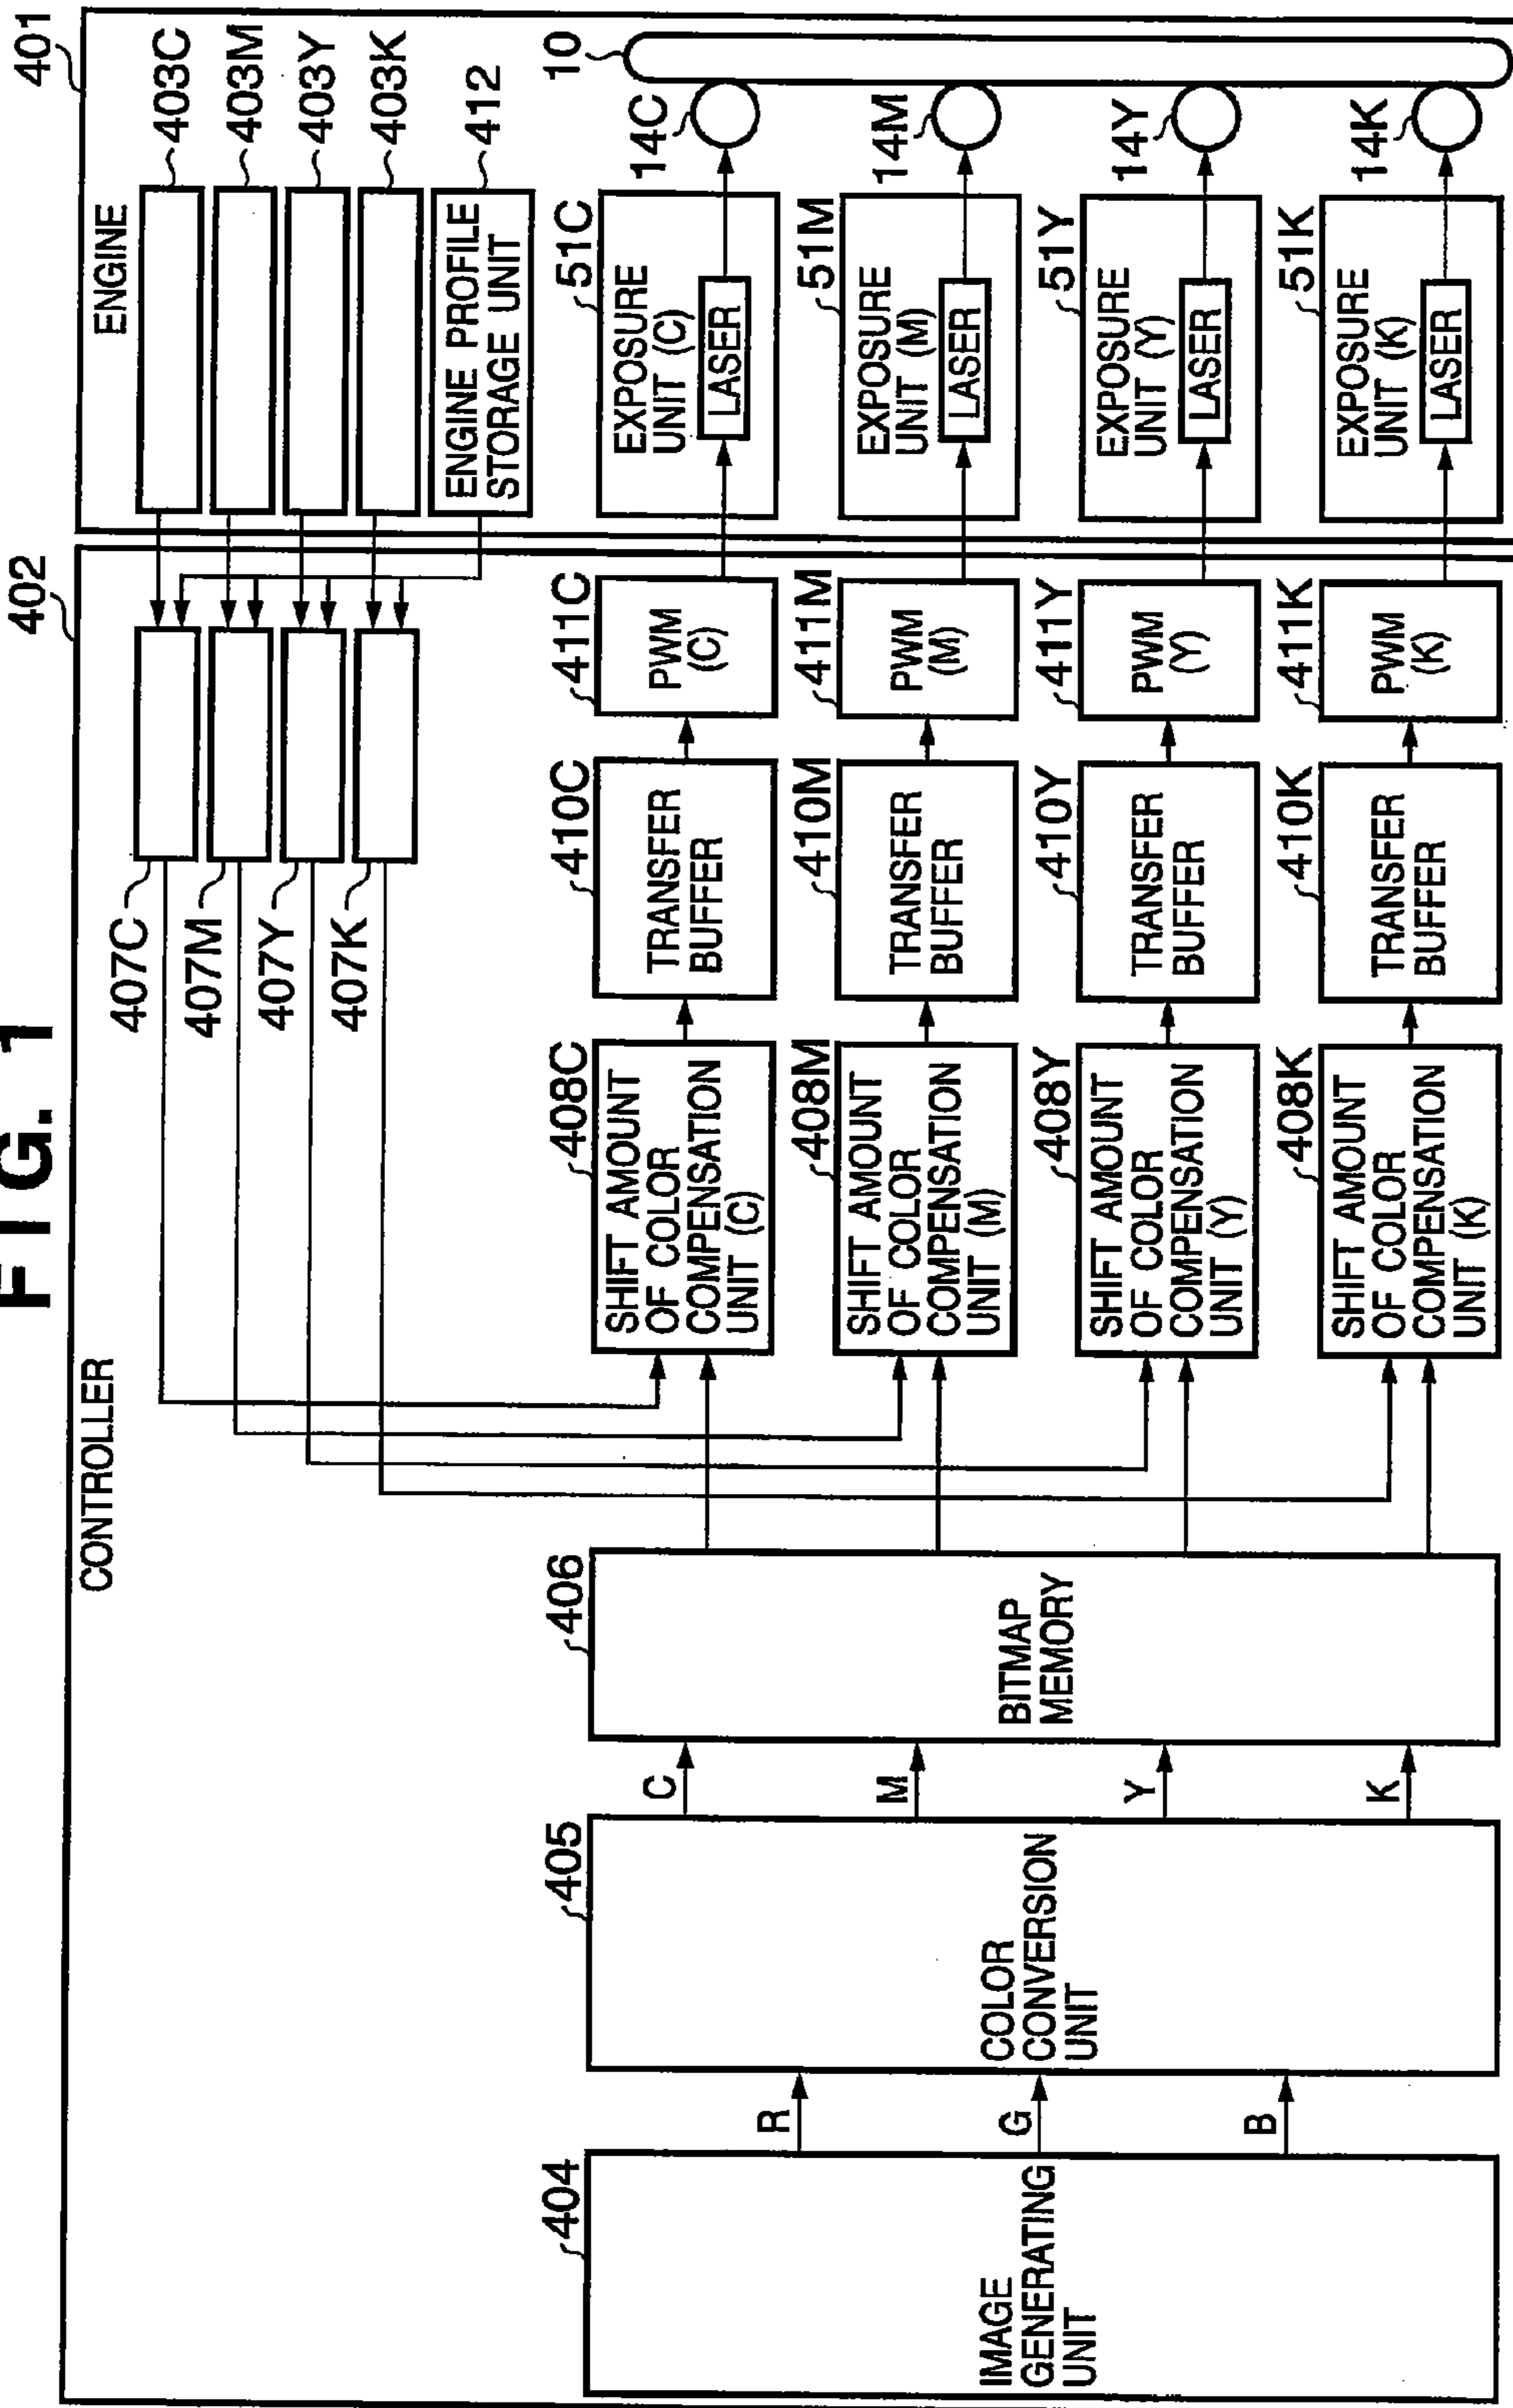 FIG. 1
CONTROLLER
402
ENGINE
401
407C
407M
407Y
407K
403C
403M
403Y
403K
ENGINE PROFILE
STORAGE UNIT
412
404
IMAGE
GENERATING
UNIT
R
G
B
405
COLOR
CONVERSION
UNIT
C
M
Y
K
406
BITMAP
MEMORY
408C
SHIFT AMOUNT
OF COLOR
COMPENSATION
UNIT (C)
410C
TRANSFER
BUFFER
411C
PWM
(C)
51C
EXPOSURE
UNIT (C)
LASER
14C
10
408M
SHIFT AMOUNT
OF COLOR
COMPENSATION
UNIT (M)
410M
TRANSFER
BUFFER
411M
PWM
(M)
51M
EXPOSURE
UNIT (M)
LASER
14M
408Y
SHIFT AMOUNT
OF COLOR
COMPENSATION
UNIT (Y)
410Y
TRANSFER
BUFFER
411Y
PWM
(Y)
51Y
EXPOSURE
UNIT (Y)
LASER
14Y
408K
SHIFT AMOUNT
OF COLOR
COMPENSATION
UNIT (K)
410K
TRANSFER
BUFFER
411K
PWM
(K)
51K
EXPOSURE
UNIT (K)
LASER
14K